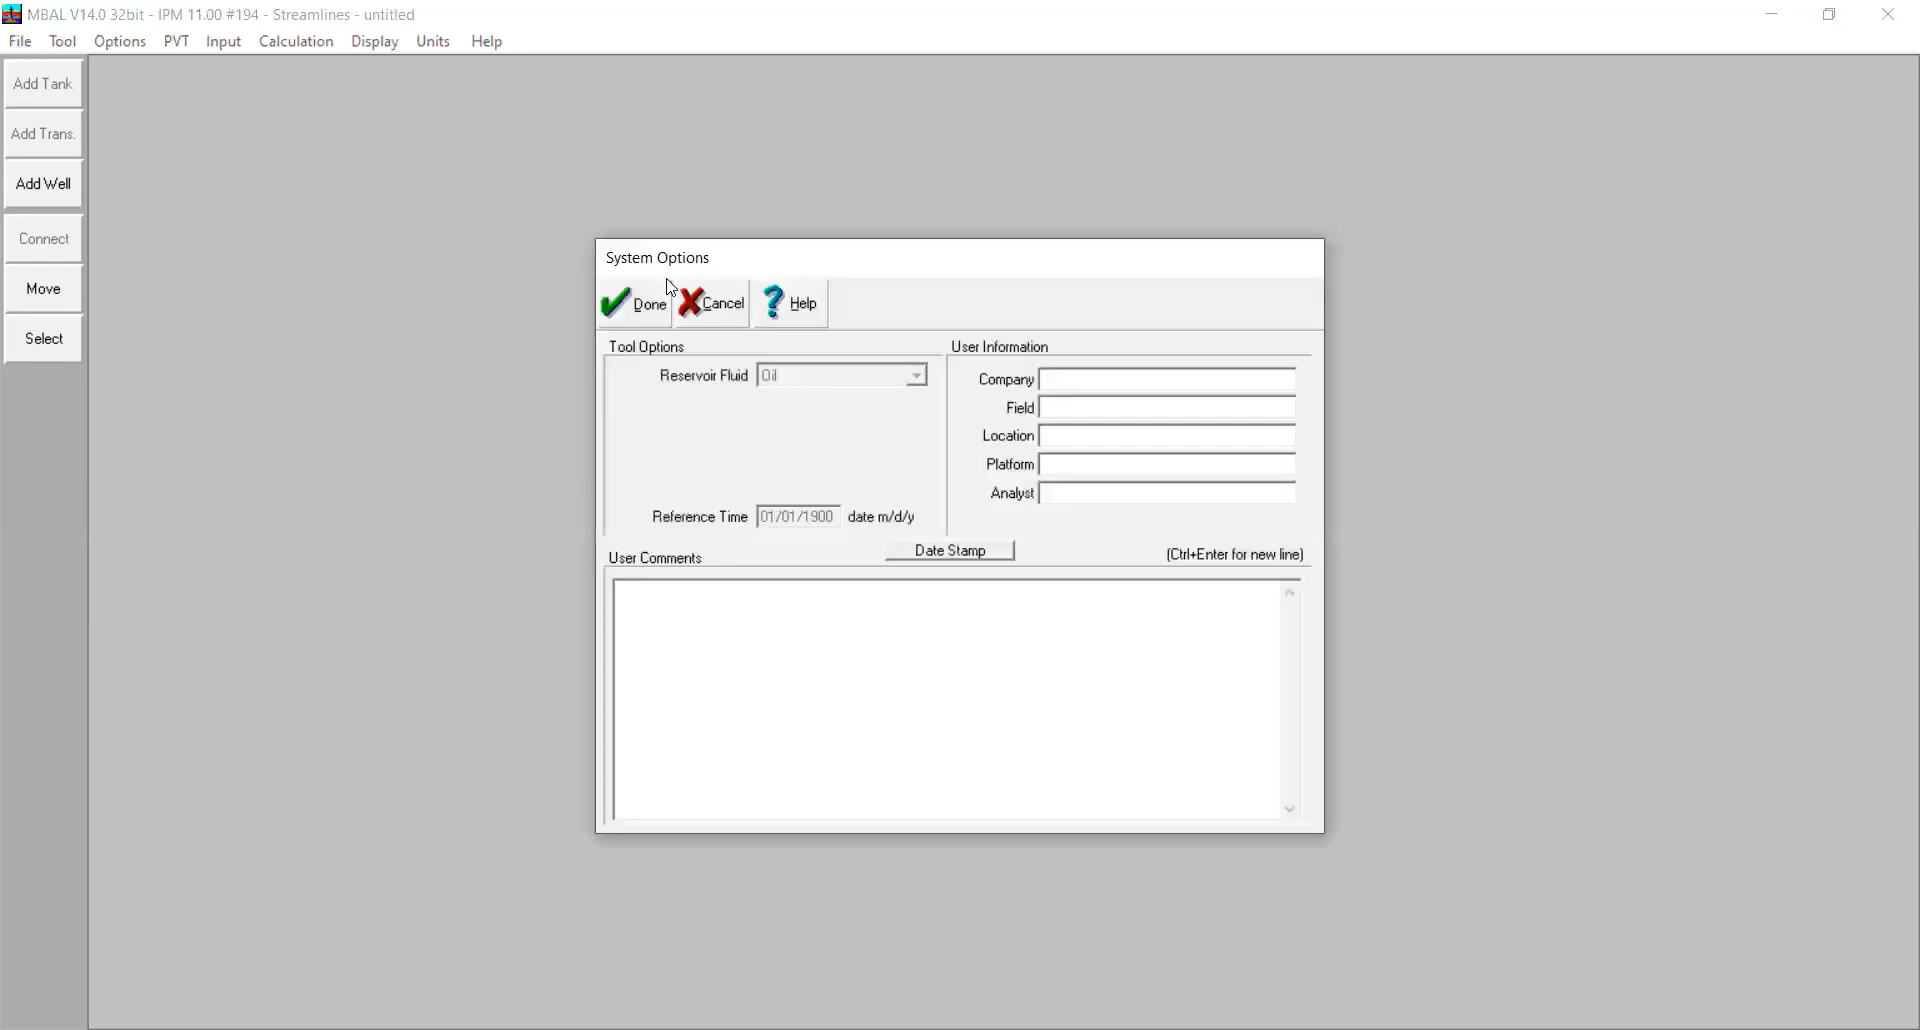 MBAL V14.0 32bit - IPM 11.00 #194 - Streamlines - untitled
File Tool Options PVT Input Calculation Display Units Help
Add Tank
Add Trans.
Add Well
Connect
Move
Select
System Options
Done Cancel Help
Tool Options
Reservoir Fluid Oil
Reference Time 01/01/1900 date m/d/y
User Information
Company
Field
Location
Platform
Analyst
User Comments Date Stamp (Ctrl+Enter for new line)